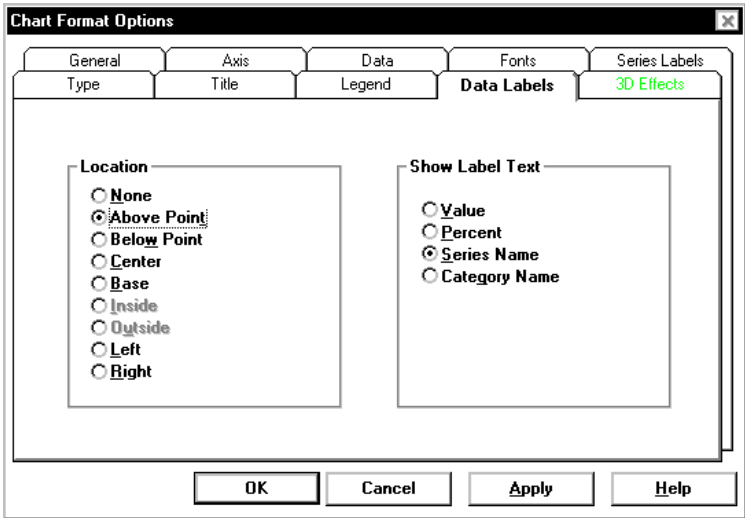 Chart Format Options
General Axis Data Fonts Series Labels
Type Title Legend Data Labels 3D Effects
Location
None
Above Point
Below Point
Center
Base
Inside
Outside
Left
Right
Show Label Text
Value
Percent
Series Name
Category Name
OK Cancel Apply Help